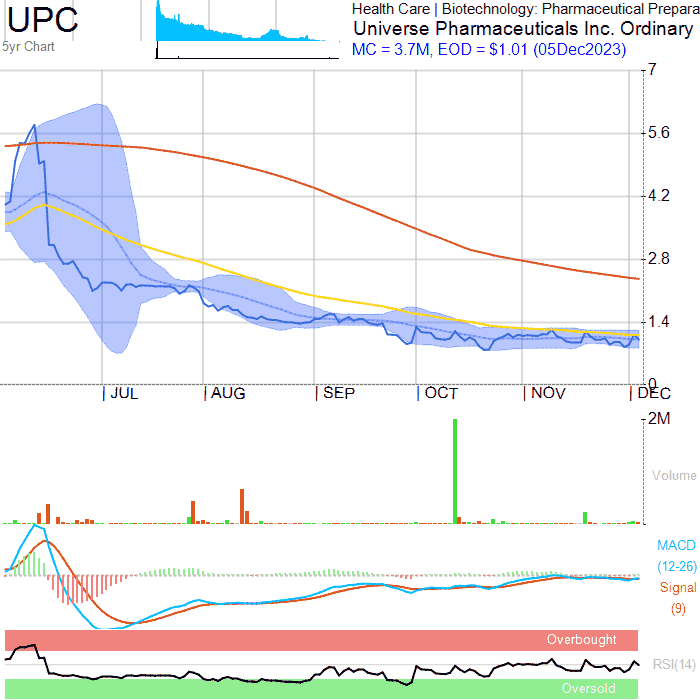 UPC
5yr Chart
Health Care | Biotechnology: Pharmaceutical Prepara
Universe Pharmaceuticals Inc. Ordinary
MC = 3.7M, EOD = $1.01 (05Dec2023)
7
5.6
4.2
2.8
1.4
0
JUL
AUG
SEP
OCT
NOV
DEC
2M
Volume
MACD
(12-26)
Signal
(9)
Overbought
RSI(14)
Oversold